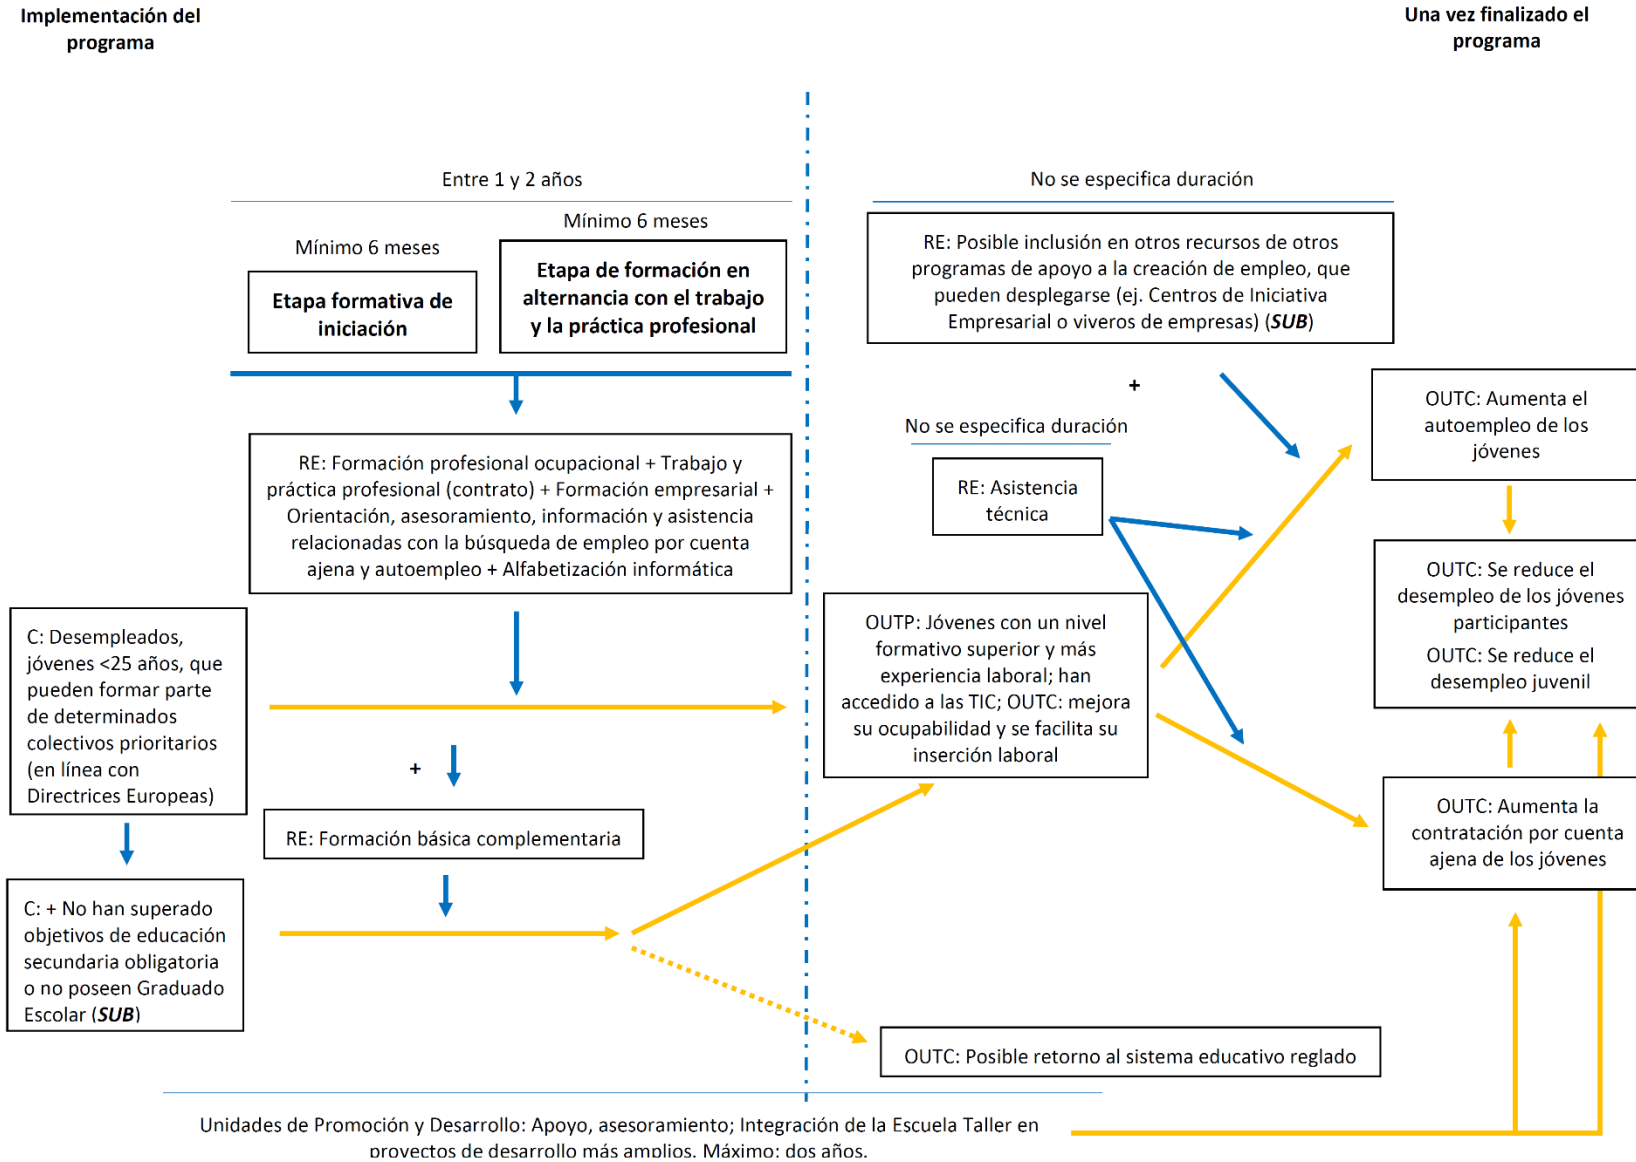 Implementación del
programa
Una vez finalizado el
programa
Entre 1 y 2 años
Mínimo 6 meses
Etapa formativa de
iniciación
Mínimo 6 meses
Etapa de formación en
alternancia con el trabajo
y la práctica profesional
RE: Formación profesional ocupacional + Trabajo y
práctica profesional (contrato) + Formación empresarial +
Orientación, asesoramiento, información y asistencia
relacionadas con la búsqueda de empleo por cuenta
ajena y autoempleo + Alfabetización informática
C: Desempleados,
jóvenes <25 años, que
pueden formar parte
de determinados
colectivos prioritarios
(en línea con
Directrices Europeas)
+
RE: Formación básica complementaria
C: + No han superado
objetivos de educación
secundaria obligatoria
o no poseen Graduado
Escolar (SUB)
No se especifica duración
RE: Posible inclusión en otros recursos de otros
programas de apoyo a la creación de empleo, que
pueden desplegarse (ej. Centros de Iniciativa
Empresarial o viveros de empresas) (SUB)
+
No se especifica duración
RE: Asistencia
técnica
OUTP: Jóvenes con un nivel
formativo superior y más
experiencia laboral; han
accedido a las TIC; OUTC: mejora
su ocupabilidad y se facilita su
inserción laboral
OUTC: Aumenta el
autoempleo de los
jóvenes
OUTC: Se reduce el
desempleo de los jóvenes
participantes
OUTC: Se reduce el
desempleo juvenil
OUTC: Aumenta la
contratación por cuenta
ajena de los jóvenes
OUTC: Posible retorno al sistema educativo reglado
Unidades de Promoción y Desarrollo: Apoyo, asesoramiento; Integración de la Escuela Taller en
proyectos de desarrollo más amplios. Máximo: dos años.